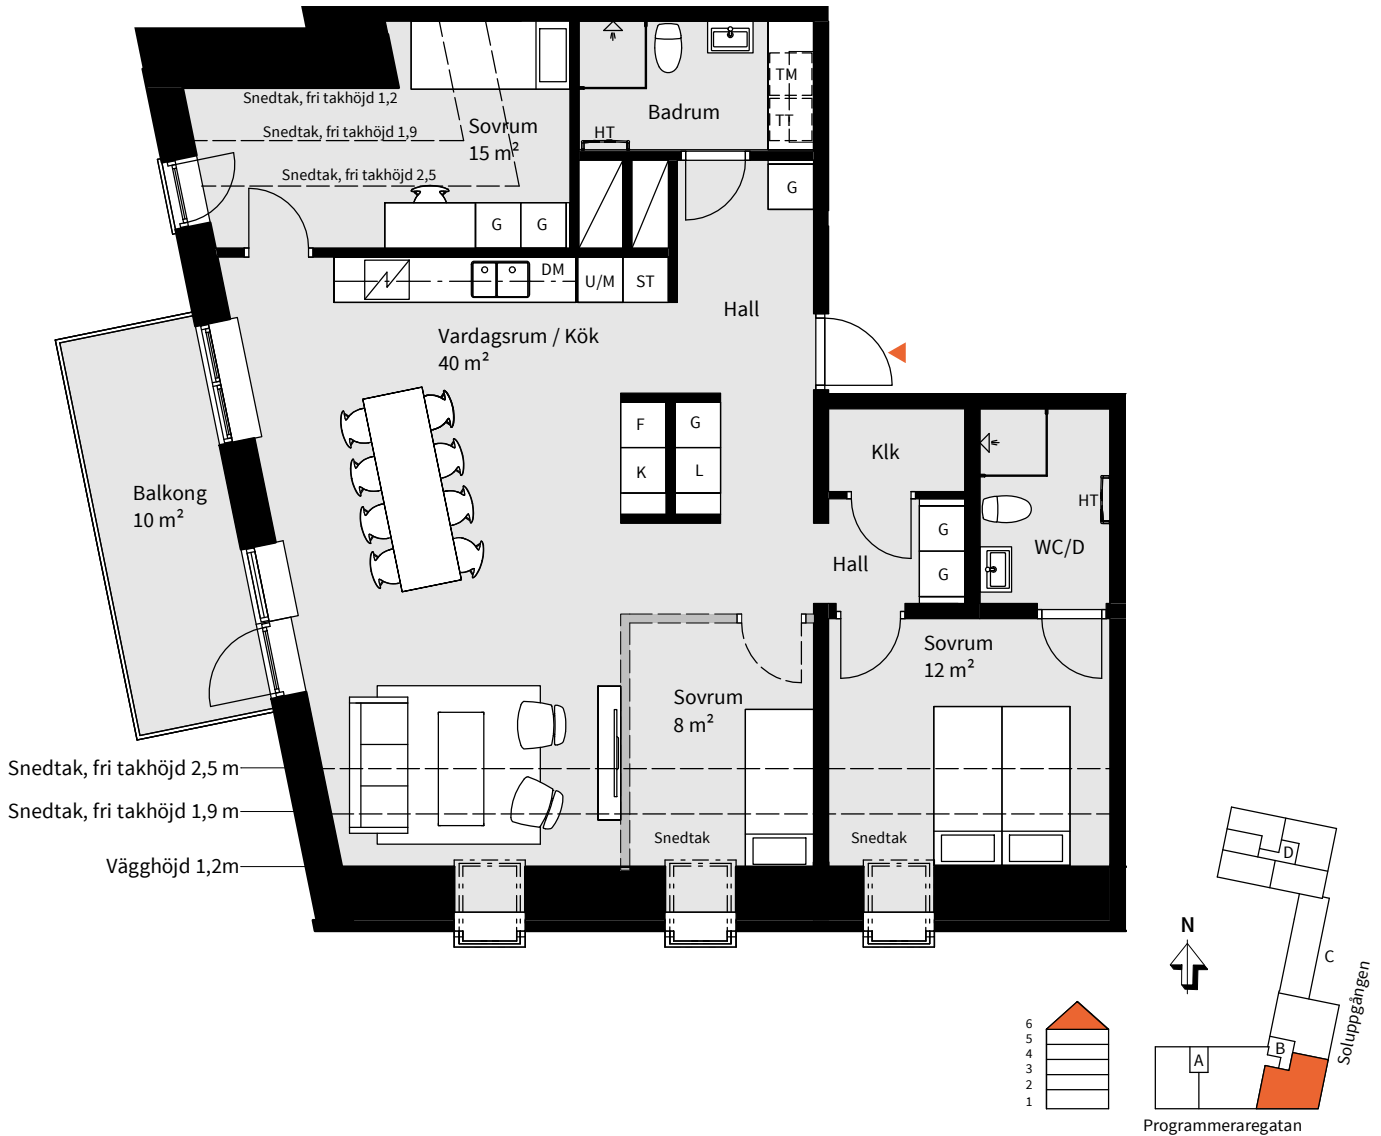 TM
Snedtak, fri takhöjd 1,2
Badrum
TT
Sovrum
15 m²
Snedtak, fri takhöjd 1,9
HT
Snedtak, fri takhöjd 2,5
G
G
G
DM
U/M
ST
Hall
Vardagsrum / Kök
40 m²
F
G
K
L
Klk
Balkong
10 m²
HT
G
WC/D
Hall
G
Sovrum
12 m²
Sovrum
8 m²
Snedtak, fri takhöjd 2,5 m
Snedtak, fri takhöjd 1,9 m
Snedtak
Snedtak
Vägghöjd 1,2m
D
N
C
Soluppgången
6
5
4
3
2
1
A
B
Programmeraregatan